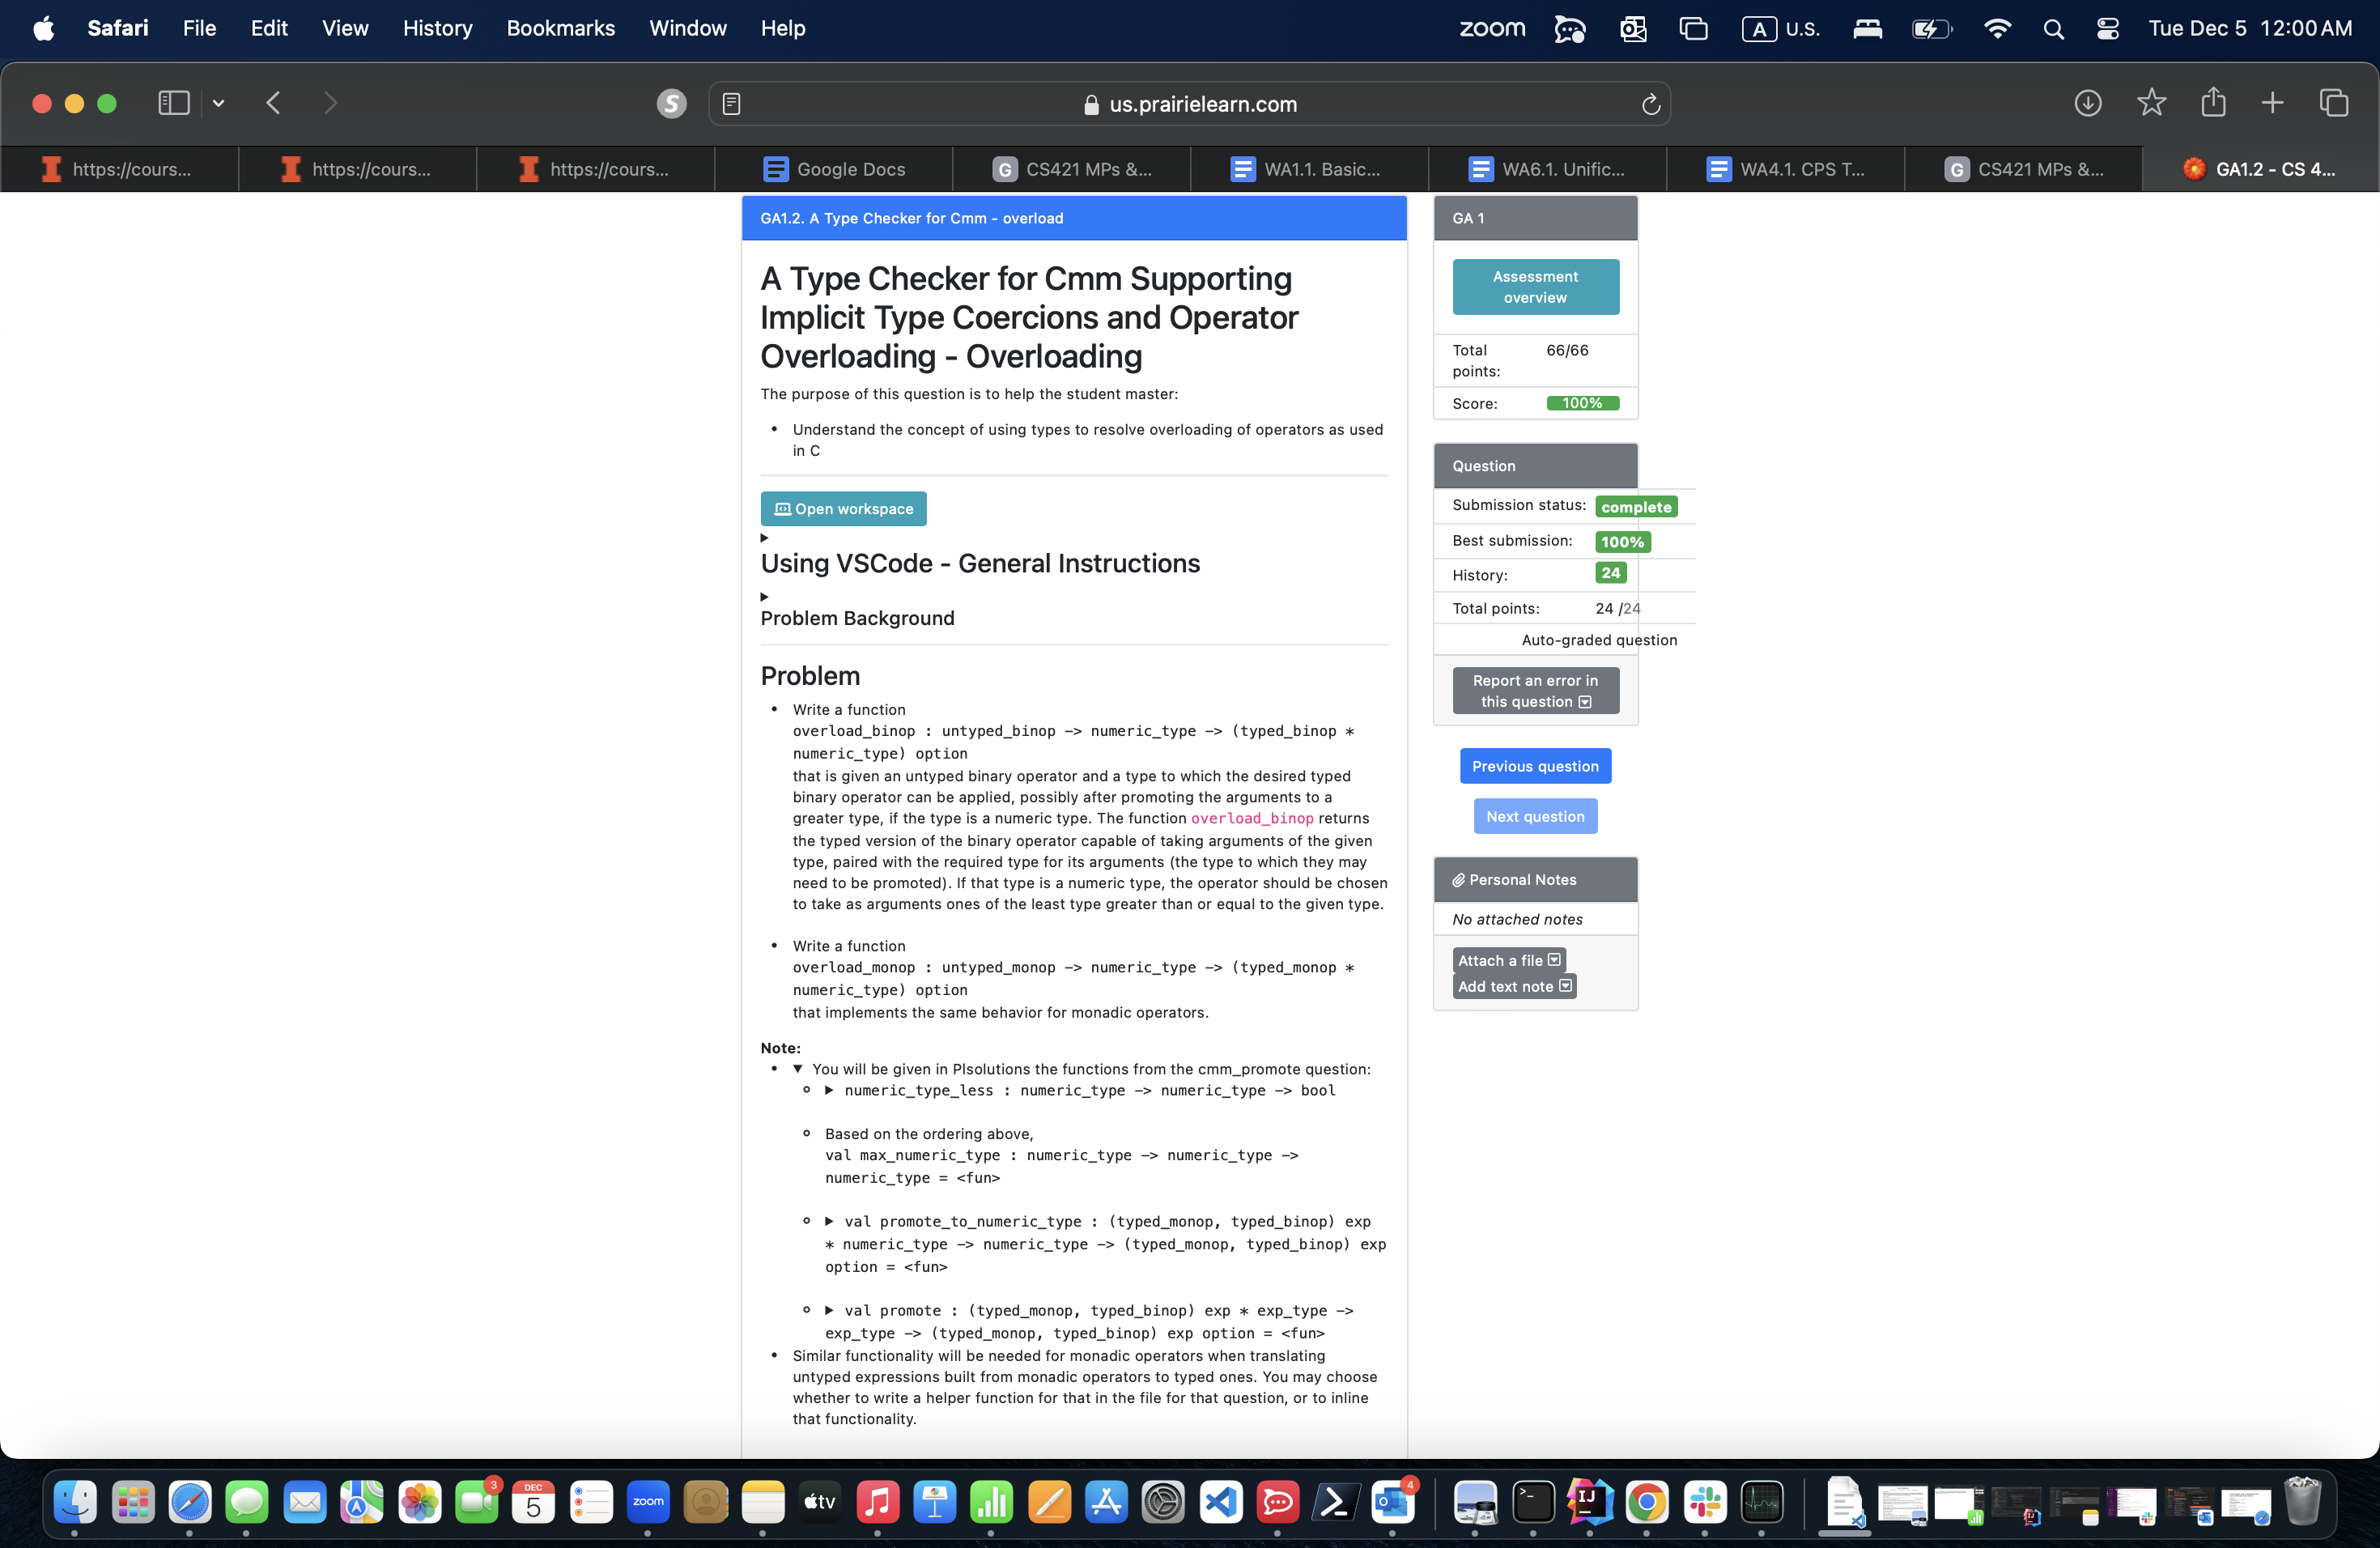 Safari File Edit View History Bookmarks Window Help zoom A U.S. Tue Dec 5 12:00 AM
S us.prairielearn.com
https://cours... https://cours... https://cours... Google Docs G CS421 MPs &... WA1.1. Basic... WA6.1. Unific... WA4.1. CPS T... G CS421 MPs &... GA1.2 - CS 4...
GA1.2. A Type Checker for Cmm - overload
A Type Checker for Cmm Supporting
Implicit Type Coercions and Operator
Overloading - Overloading
The purpose of this question is to help the student master:
• Understand the concept of using types to resolve overloading of operators as used
in C
Open workspace
Using VSCode - General Instructions
Problem Background
Problem
• Write a function
overload_binop : untyped_binop -> numeric_type -> (typed_binop *
numeric_type) option
that is given an untyped binary operator and a type to which the desired typed
binary operator can be applied, possibly after promoting the arguments to a
greater type, if the type is a numeric type. The function overload_binop returns
the typed version of the binary operator capable of taking arguments of the given
type, paired with the required type for its arguments (the type to which they may
need to be promoted). If that type is a numeric type, the operator should be chosen
to take as arguments ones of the least type greater than or equal to the given type.
• Write a function
overload_monop : untyped_monop -> numeric_type -> (typed_monop *
numeric_type) option
that implements the same behavior for monadic operators.
Note:
• ▼ You will be given in Plsolutions the functions from the cmm_promote question:
◦ ▶ numeric_type_less : numeric_type -> numeric_type -> bool
◦ Based on the ordering above,
val max_numeric_type : numeric_type -> numeric_type ->
numeric_type = <fun>
◦ ▶ val promote_to_numeric_type : (typed_monop, typed_binop) exp
* numeric_type -> numeric_type -> (typed_monop, typed_binop) exp
option = <fun>
◦ ▶ val promote : (typed_monop, typed_binop) exp * exp_type ->
exp_type -> (typed_monop, typed_binop) exp option = <fun>
• Similar functionality will be needed for monadic operators when translating
untyped expressions built from monadic operators to typed ones. You may choose
whether to write a helper function for that in the file for that question, or to inline
that functionality.
GA 1
Assessment
overview
Total
points: 66/66
Score: 100%
Question
Submission status: complete
Best submission: 100%
History: 24
Total points: 24 /24
Auto-graded question
Report an error in
this question
Previous question
Next question
Personal Notes
No attached notes
Attach a file
Add text note
3 DEC 5 zoom tv 4 IJ